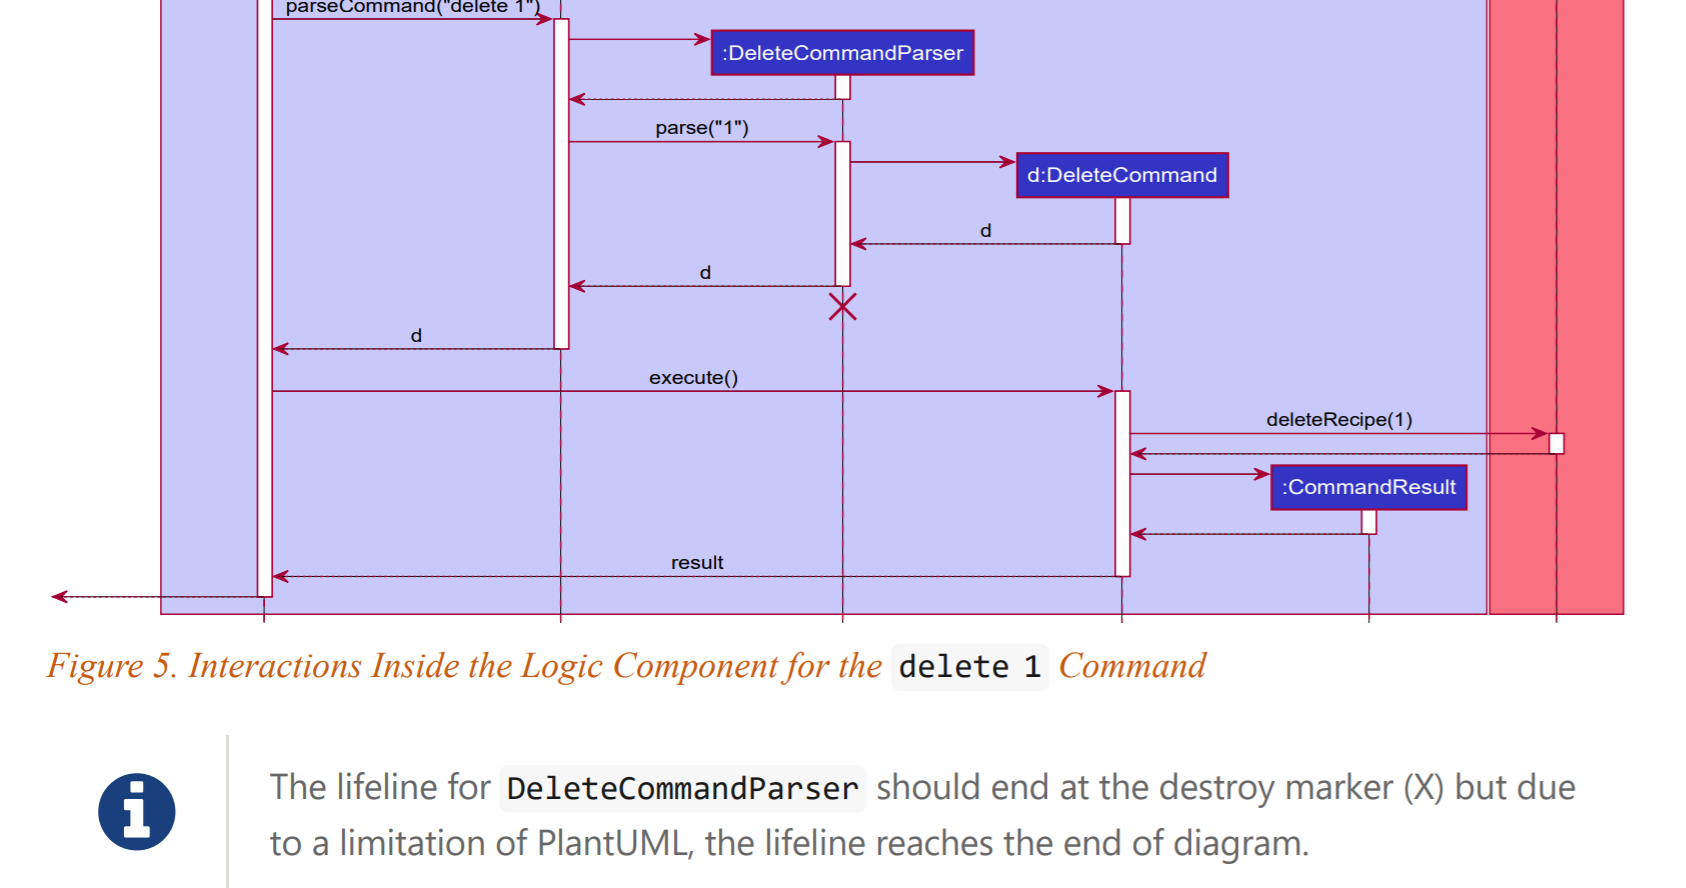 parseCommand("delete 1")
:DeleteCommandParser
parse("1")
d:DeleteCommand
d
d
d
execute()
deleteRecipe(1)
:CommandResult
result
Figure 5. Interactions Inside the Logic Component for the delete 1 Command
The lifeline for DeleteCommandParser should end at the destroy marker (X) but due
to a limitation of PlantUML, the lifeline reaches the end of diagram.